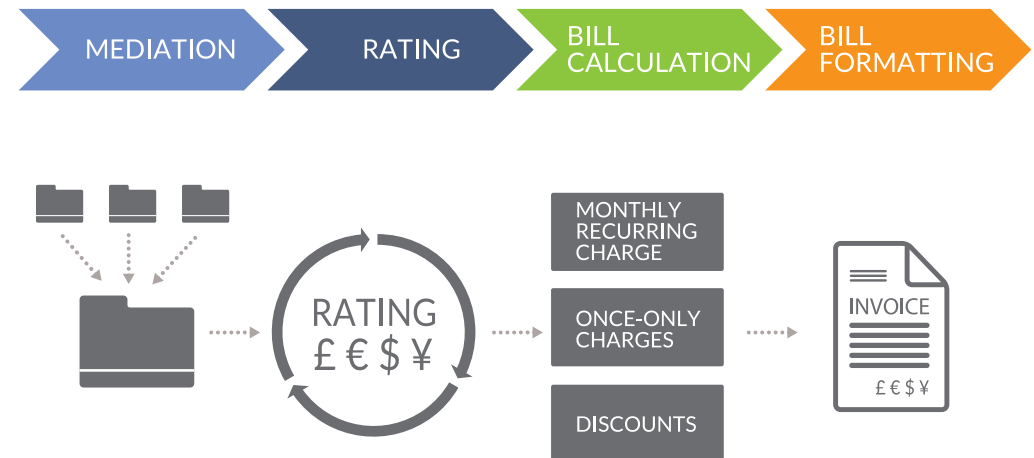 MEDIATION
RATING
BILL
CALCULATION
BILL
FORMATTING
RATING
£ € $ ¥
MONTHLY
RECURRING
CHARGE
ONCE-ONLY
CHARGES
DISCOUNTS
INVOICE
£ € $ ¥